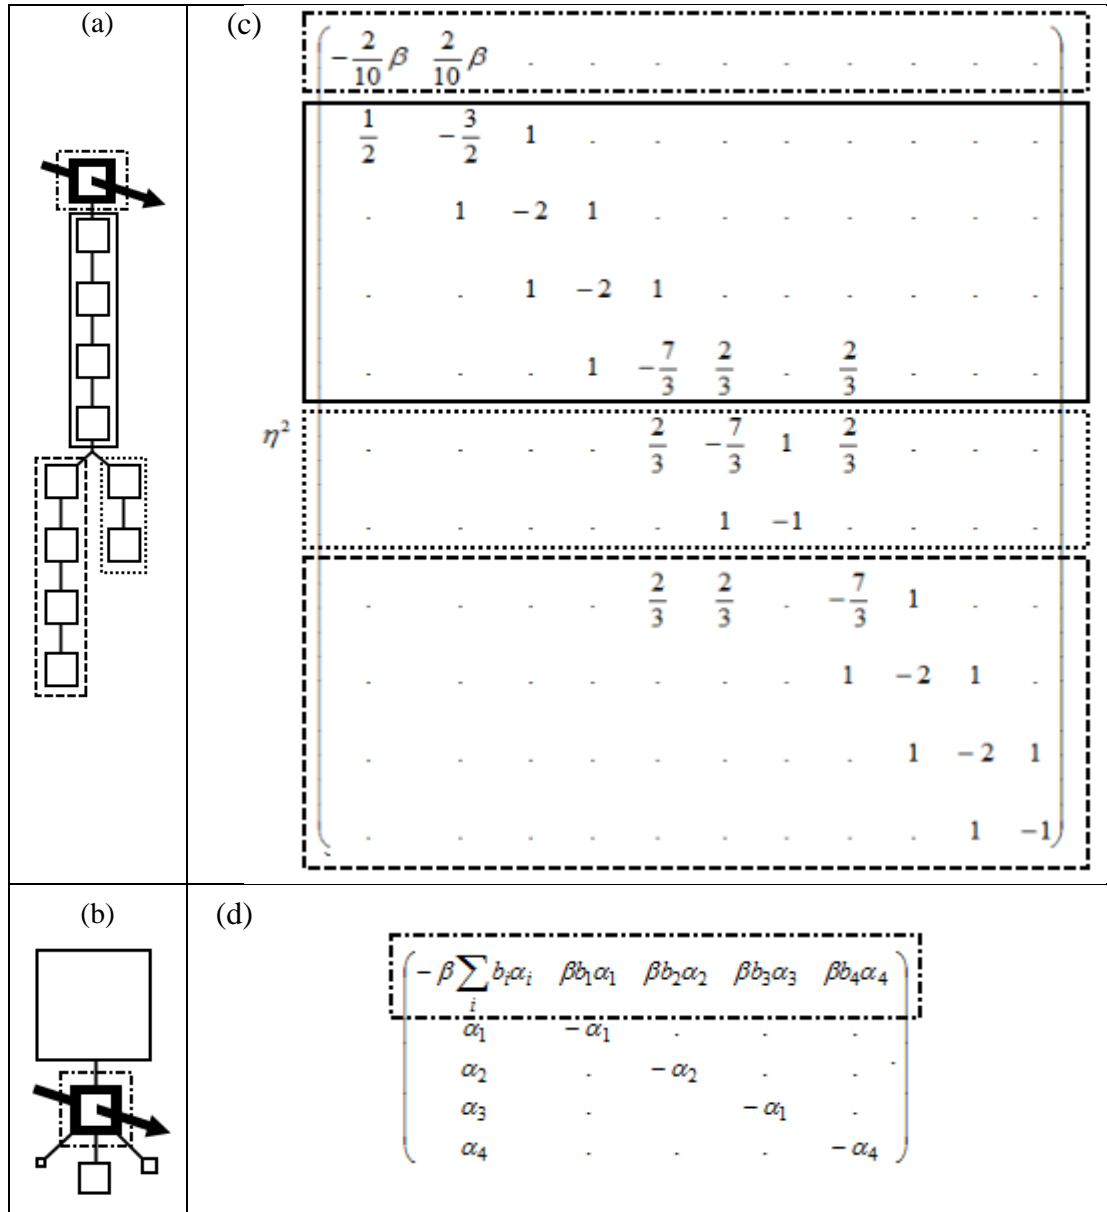 (a)
(c)
-2/10 β 2/10 β . . . . . . . . .
1/2 -3/2 1 . . . . . . . .
. 1 -2 1 . . . . . . .
. . 1 -2 1 . . . . . .
. . . 1 -7/3 2/3 . 2/3 . . .
η² . . . . 2/3 -7/3 1 2/3 . . .
. . . . . 1 -1 . . . .
. . . . 2/3 2/3 . -7/3 1 . .
. . . . . . . 1 -2 1 .
. . . . . . . . 1 -2 1
. . . . . . . . . 1 -1
(b)
(d)
-β∑ᵢ bᵢαᵢ βb₁α₁ βb₂α₂ βb₃α₃ βb₄α₄
α₁ -α₁ . . .
α₂ . -α₂ . .
α₃ . . -α₁ .
α₄ . . . -α₄